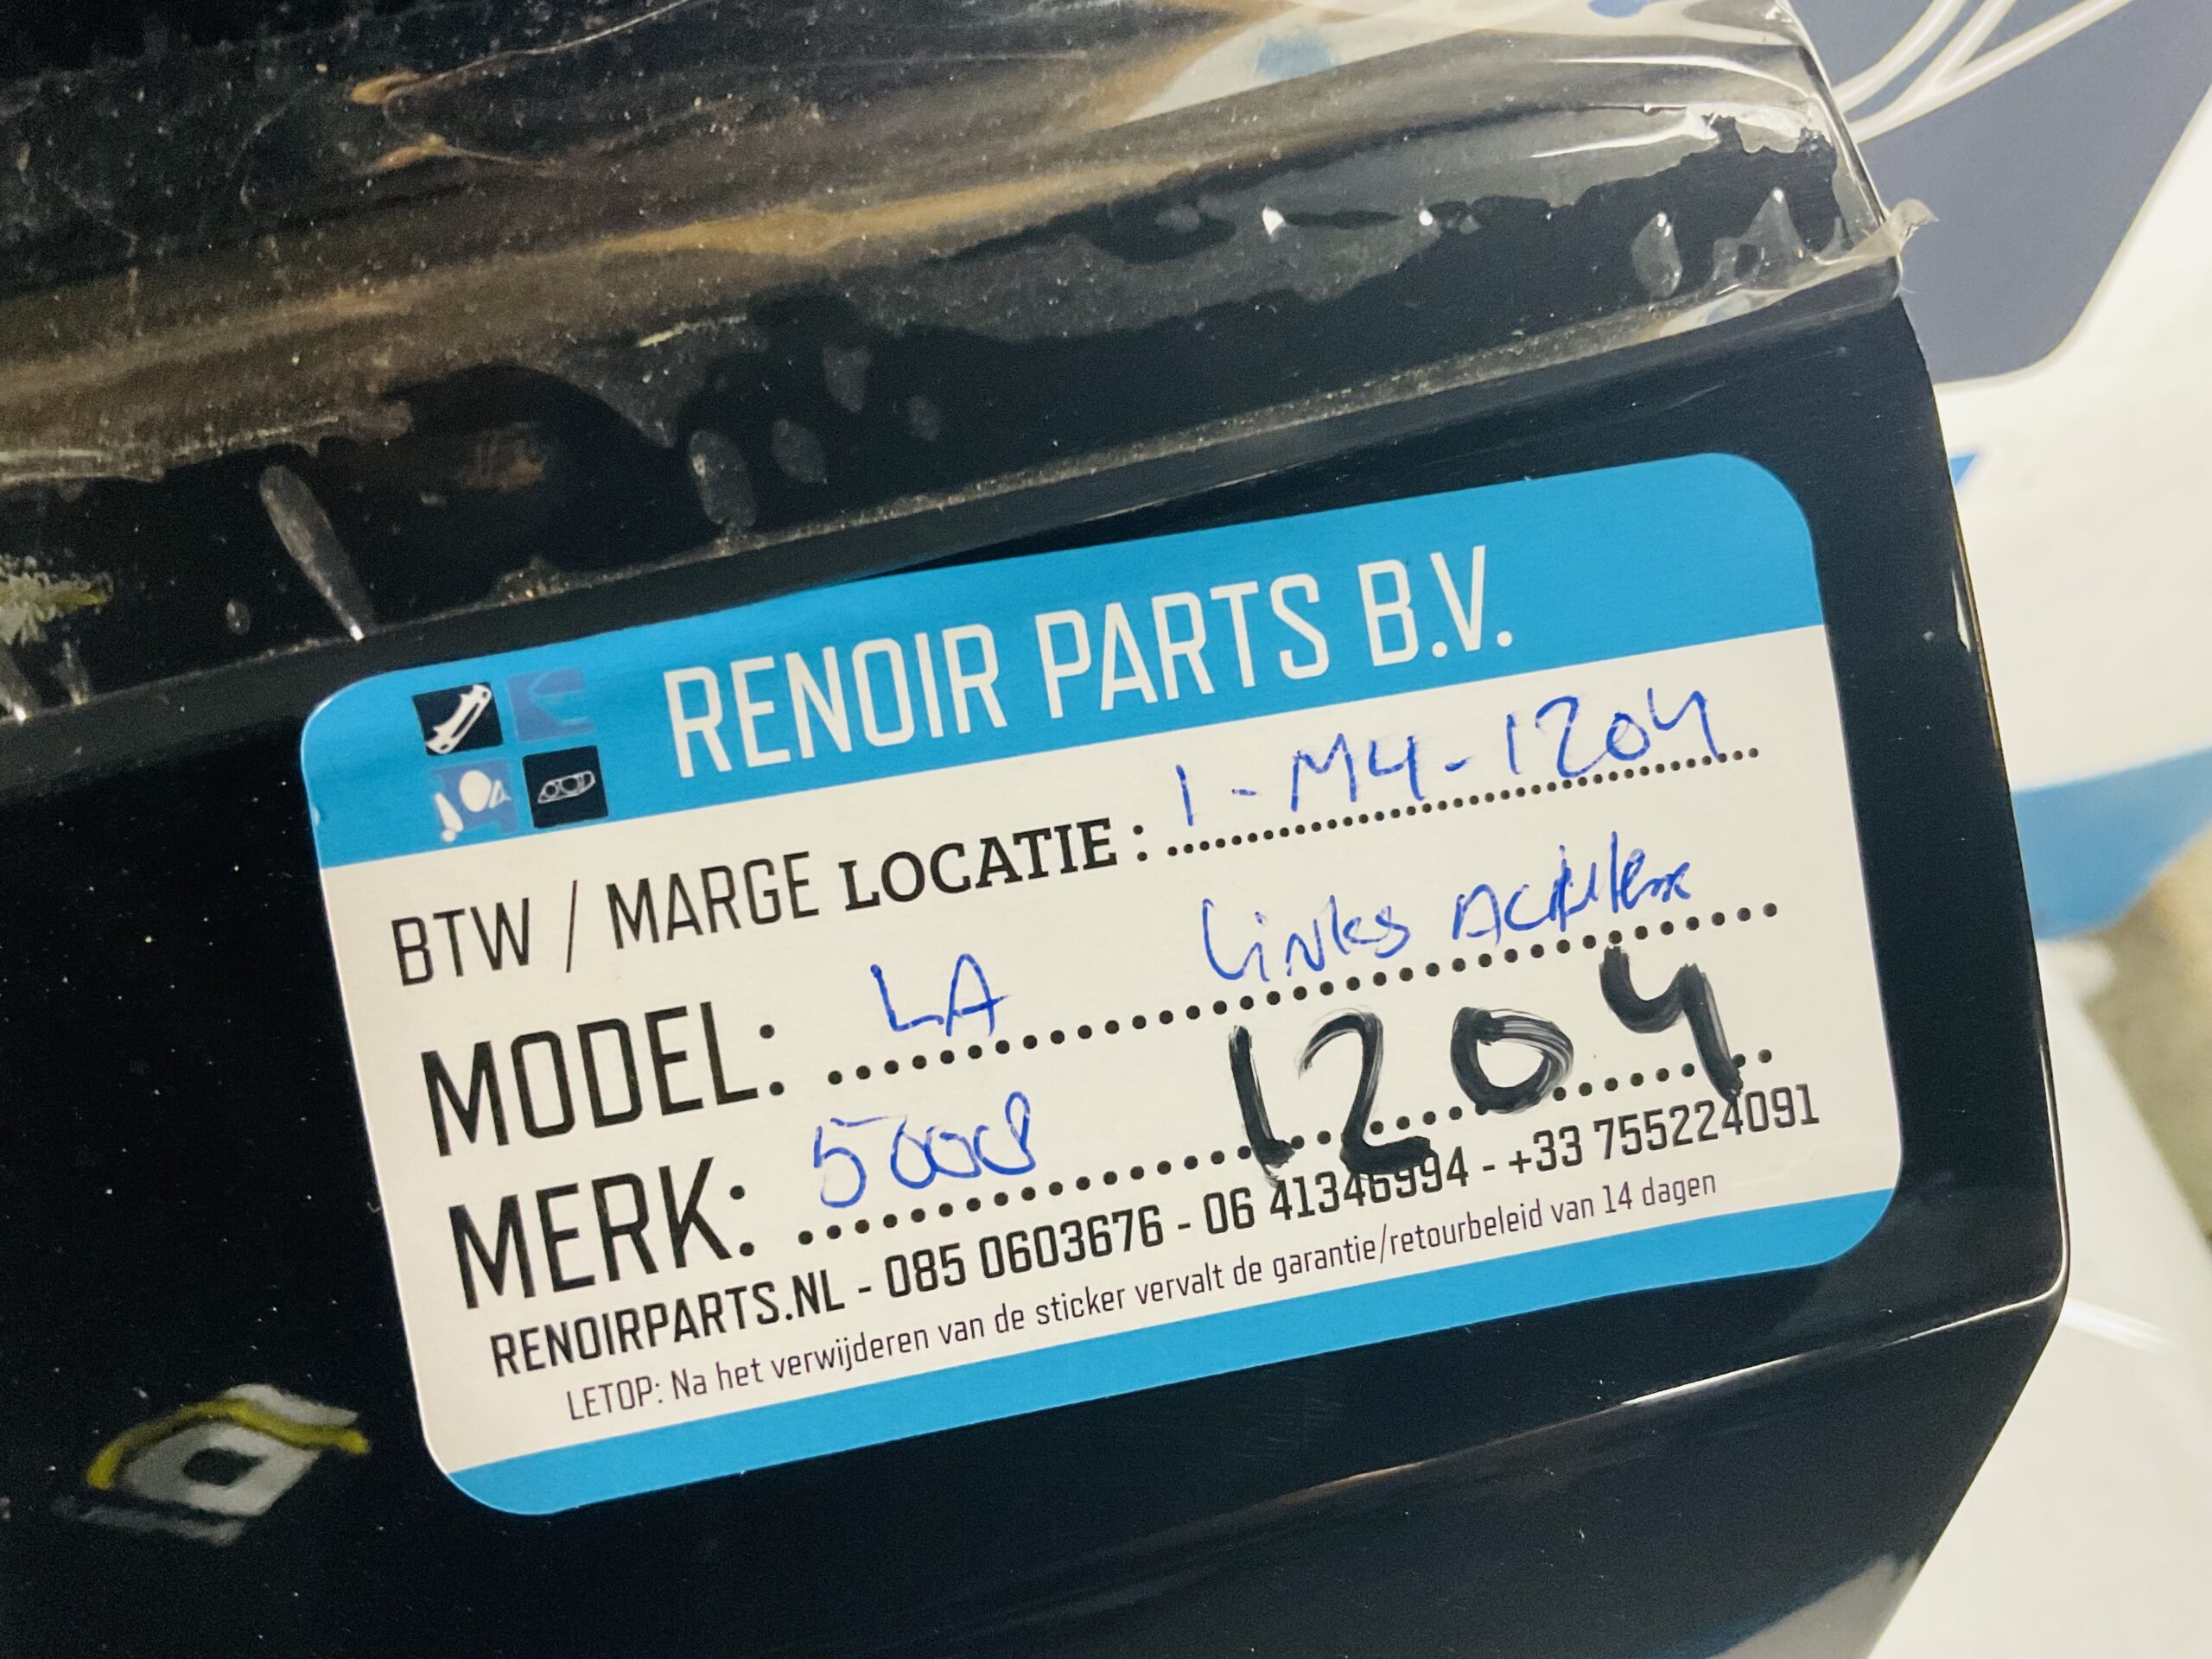 RENOIR PARTS B.V.
BTW / MARGE LOCATIE: 1-M4-1204
MODEL: LA Links Achter
MERK: 5008 1204
RENOIRPARTS.NL - 085 0603676 - 06 41346994 - +33 755224091
LETOP: Na het verwijderen van de sticker vervalt de garantie/retourbeleid van 14 dagen